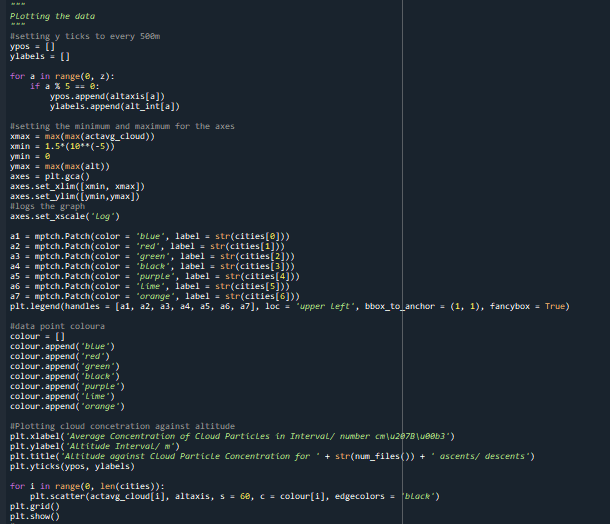 """
Plotting the data
"""
#setting y ticks to every 500m
ypos = []
ylabels = []
for a in range(0, z):
    if a % 5 == 0:
        ypos.append(altaxis[a])
        ylabels.append(alt_int[a])
#setting the minimum and maximum for the axes
xmax = max(max(actavg_cloud))
xmin = 1.5*(10**(-5))
ymin = 0
ymax = max(max(alt))
axes = plt.gca()
axes.set_xlim([xmin, xmax])
axes.set_ylim([ymin,ymax])
#logs the graph
axes.set_xscale('log')
a1 = mptch.Patch(color = 'blue', label = str(cities[0]))
a2 = mptch.Patch(color = 'red', label = str(cities[1]))
a3 = mptch.Patch(color = 'green', label = str(cities[2]))
a4 = mptch.Patch(color = 'black', label = str(cities[3]))
a5 = mptch.Patch(color = 'purple', label = str(cities[4]))
a6 = mptch.Patch(color = 'lime', label = str(cities[5]))
a7 = mptch.Patch(color = 'orange', label = str(cities[6]))
plt.legend(handles = [a1, a2, a3, a4, a5, a6, a7], loc = 'upper left', bbox_to_anchor = (1, 1), fancybox = True)
#data point coloura
colour = []
colour.append('blue')
colour.append('red')
colour.append('green')
colour.append('black')
colour.append('purple')
colour.append('lime')
colour.append('orange')
#Plotting cloud concetration against altitude
plt.xlabel('Average Concentration of Cloud Particles in Interval/ number cm\u207B\u00b3')
plt.ylabel('Altitude Interval/ m')
plt.title('Altitude against Cloud Particle Concentration for ' + str(num_files()) + ' ascents/ descents')
plt.yticks(ypos, ylabels)
for i in range(0, len(cities)):
    plt.scatter(actavg_cloud[i], altaxis, s = 60, c = colour[i], edgecolors = 'black')
plt.grid()
plt.show()